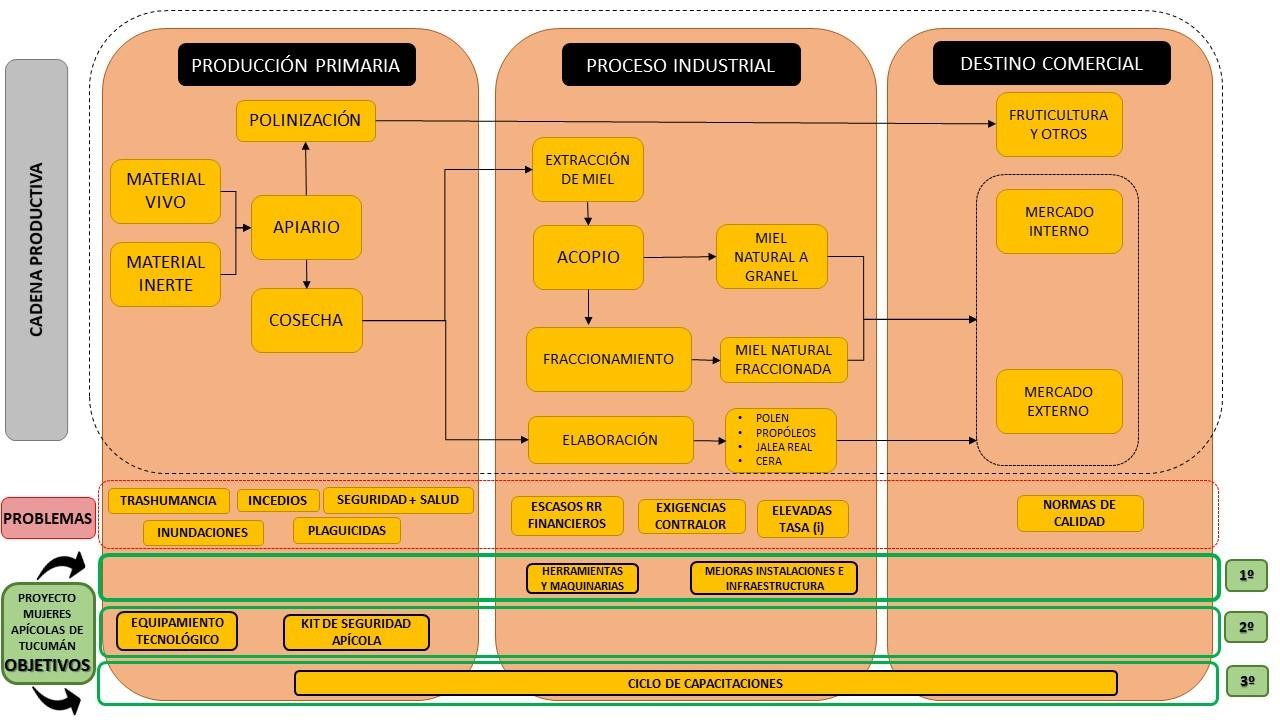 PRODUCCIÓN PRIMARIA
PROCESO INDUSTRIAL
DESTINO COMERCIAL
CADENA PRODUCTIVA
POLINIZACIÓN
MATERIAL
VIVO
APIARIO
MATERIAL
INERTE
COSECHA
EXTRACCIÓN
DE MIEL
ACOPIO
MIEL
NATURAL A
GRANEL
FRACCIONAMIENTO
MIEL NATURAL
FRACCIONADA
ELABORACIÓN
• POLEN
• PROPÓLEOS
• JALEA REAL
• CERA
FRUTICULTURA
Y OTROS
MERCADO
INTERNO
MERCADO
EXTERNO
PROBLEMAS
TRASHUMANCIA
INCEDIOS
SEGURIDAD + SALUD
INUNDACIONES
PLAGUICIDAS
ESCASOS RR
FINANCIEROS
EXIGENCIAS
CONTRALOR
ELEVADAS
TASA (i)
NORMAS DE
CALIDAD
PROYECTO
MUJERES
APÍCOLAS DE
TUCUMÁN
OBJETIVOS
HERRAMIENTAS
Y MAQUINARIAS
MEJORAS INSTALACIONES E
INFRAESTRUCTURA
1º
EQUIPAMIENTO
TECNOLÓGICO
KIT DE SEGURIDAD
APÍCOLA
2º
CICLO DE CAPACITACIONES
3º